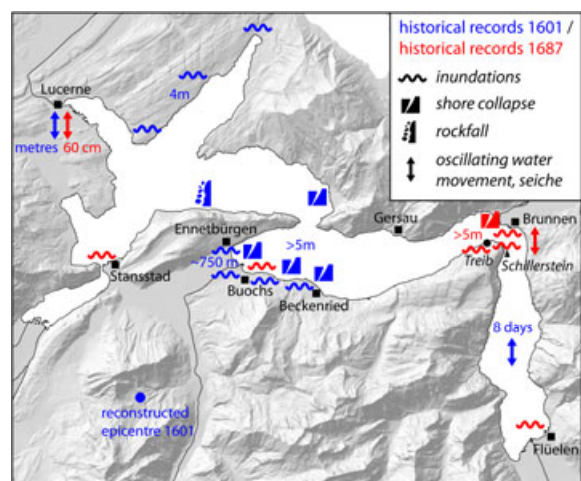 historical records 1601 /
historical records 1687
inundations
shore collapse
rockfall
oscillating water
movement, seiche
Lucerne
4m
metres 60 cm
Ennetbürgen
Gersau
Brunnen
>5m
>5m
~750 m
Treib
Schillerstein
Stansstad
Buochs
Beckenried
8 days
reconstructed
epicentre 1601
Flüelen